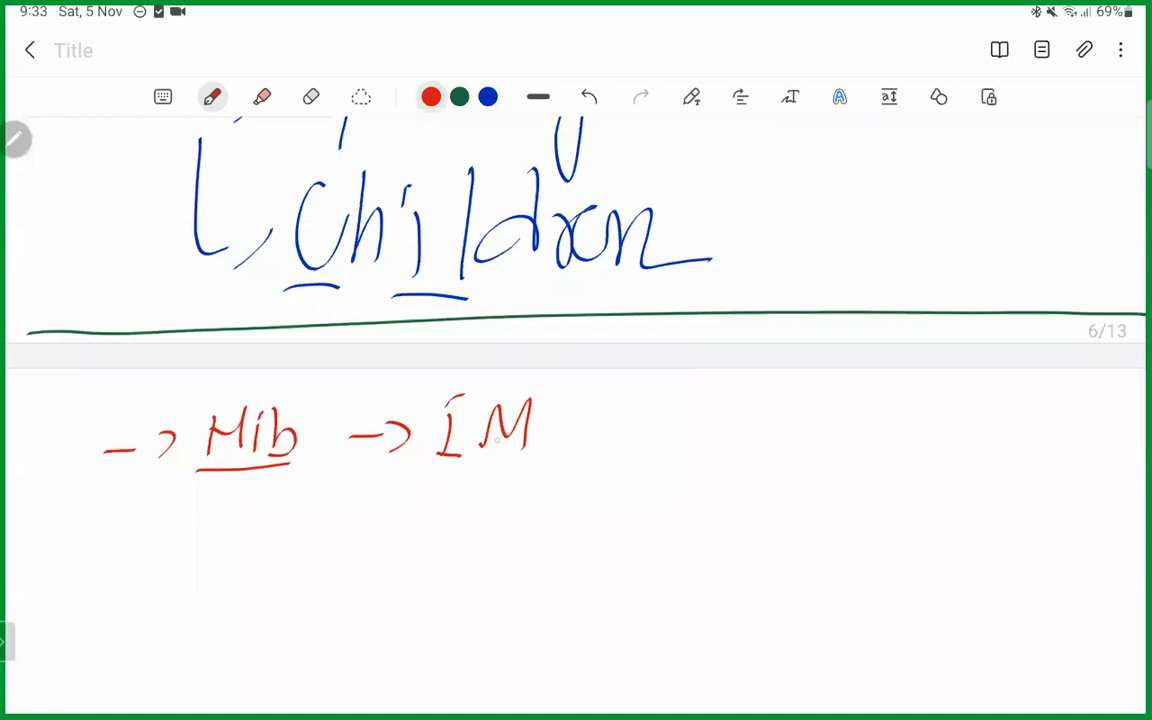 9:33 Sat, 5 Nov 69%
Title
Children
6/13
-> Hib -> IM